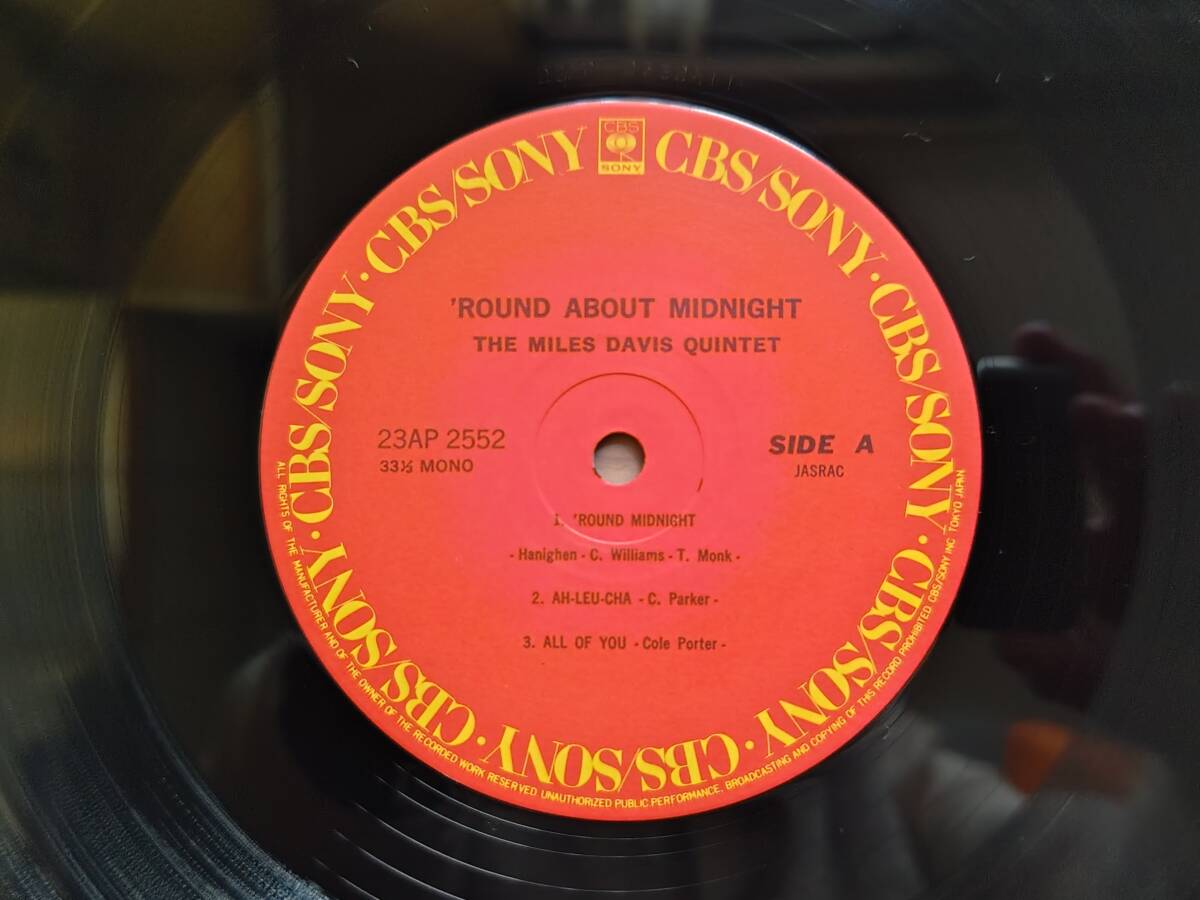 CBS
SONY
CBS/SONY · CBS/SONY · CBS/SONY · CBS/SONY · CBS/SONY · CBS/SONY · CBS/SONY · CBS/SONY · CBS/SONY · CBS/SONY
'ROUND ABOUT MIDNIGHT
THE MILES DAVIS QUINTET
23AP 2552
33⅓ MONO
SIDE A
JASRAC
1. 'ROUND MIDNIGHT
- Hanighen - C. Williams - T. Monk -
2. AH-LEU-CHA - C. Parker -
3. ALL OF YOU - Cole Porter -
ALL RIGHTS OF THE MANUFACTURER AND OF THE OWNER OF THE RECORDED WORK RESERVED UNAUTHORIZED PUBLIC PERFORMANCE, BROADCASTING AND COPYING OF THIS RECORD PROHIBITED CBS/SONY INC TOKYO JAPAN